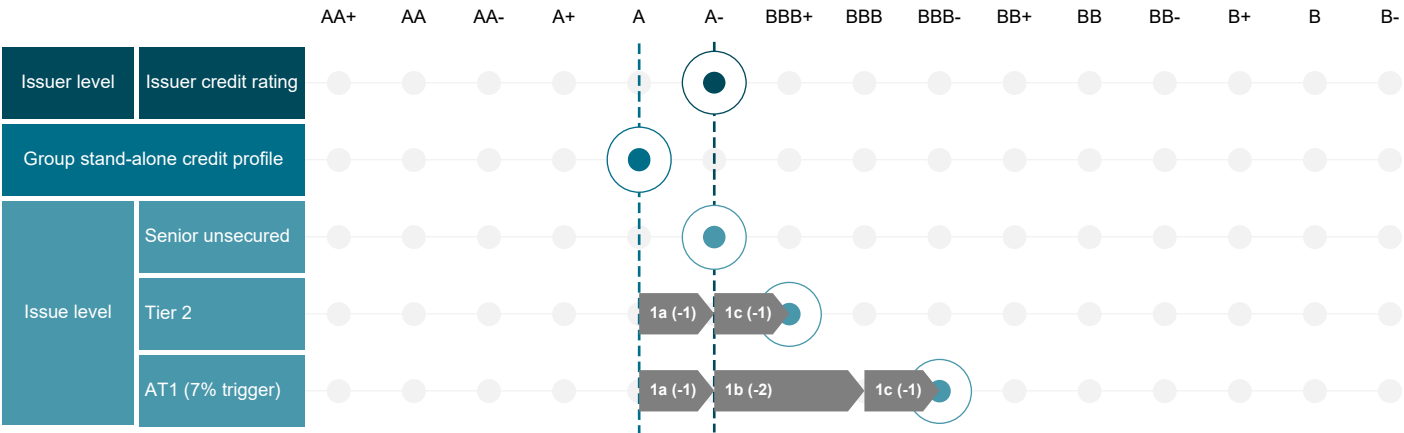 AA+ AA AA- A+ A A- BBB+ BBB BBB- BB+ BB BB- B+ B B-
Issuer level Issuer credit rating
Group stand-alone credit profile
Senior unsecured
Issue level Tier 2 1a (-1) 1c (-1)
AT1 (7% trigger) 1a (-1) 1b (-2) 1c (-1)